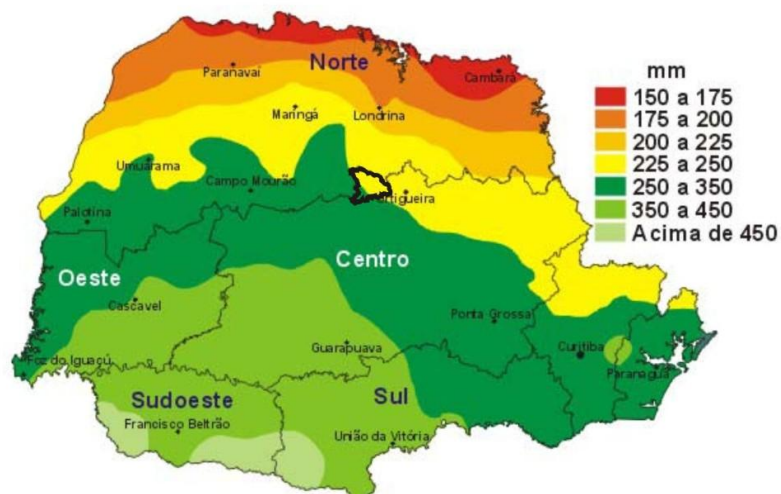 Norte
Paranavaí
Cambará
Maringá
Londrina
Umuarama
Campo Mourão
Palotina
Oeste
Centro
Cascavel
Ponta Grossa
Guarapuava
Curitiba
Foz do Iguaçú
Paranaguá
Sudoeste
Sul
Francisco Beltrão
União da Vitória
mm
150 a 175
175 a 200
200 a 225
225 a 250
250 a 350
350 a 450
Acima de 450